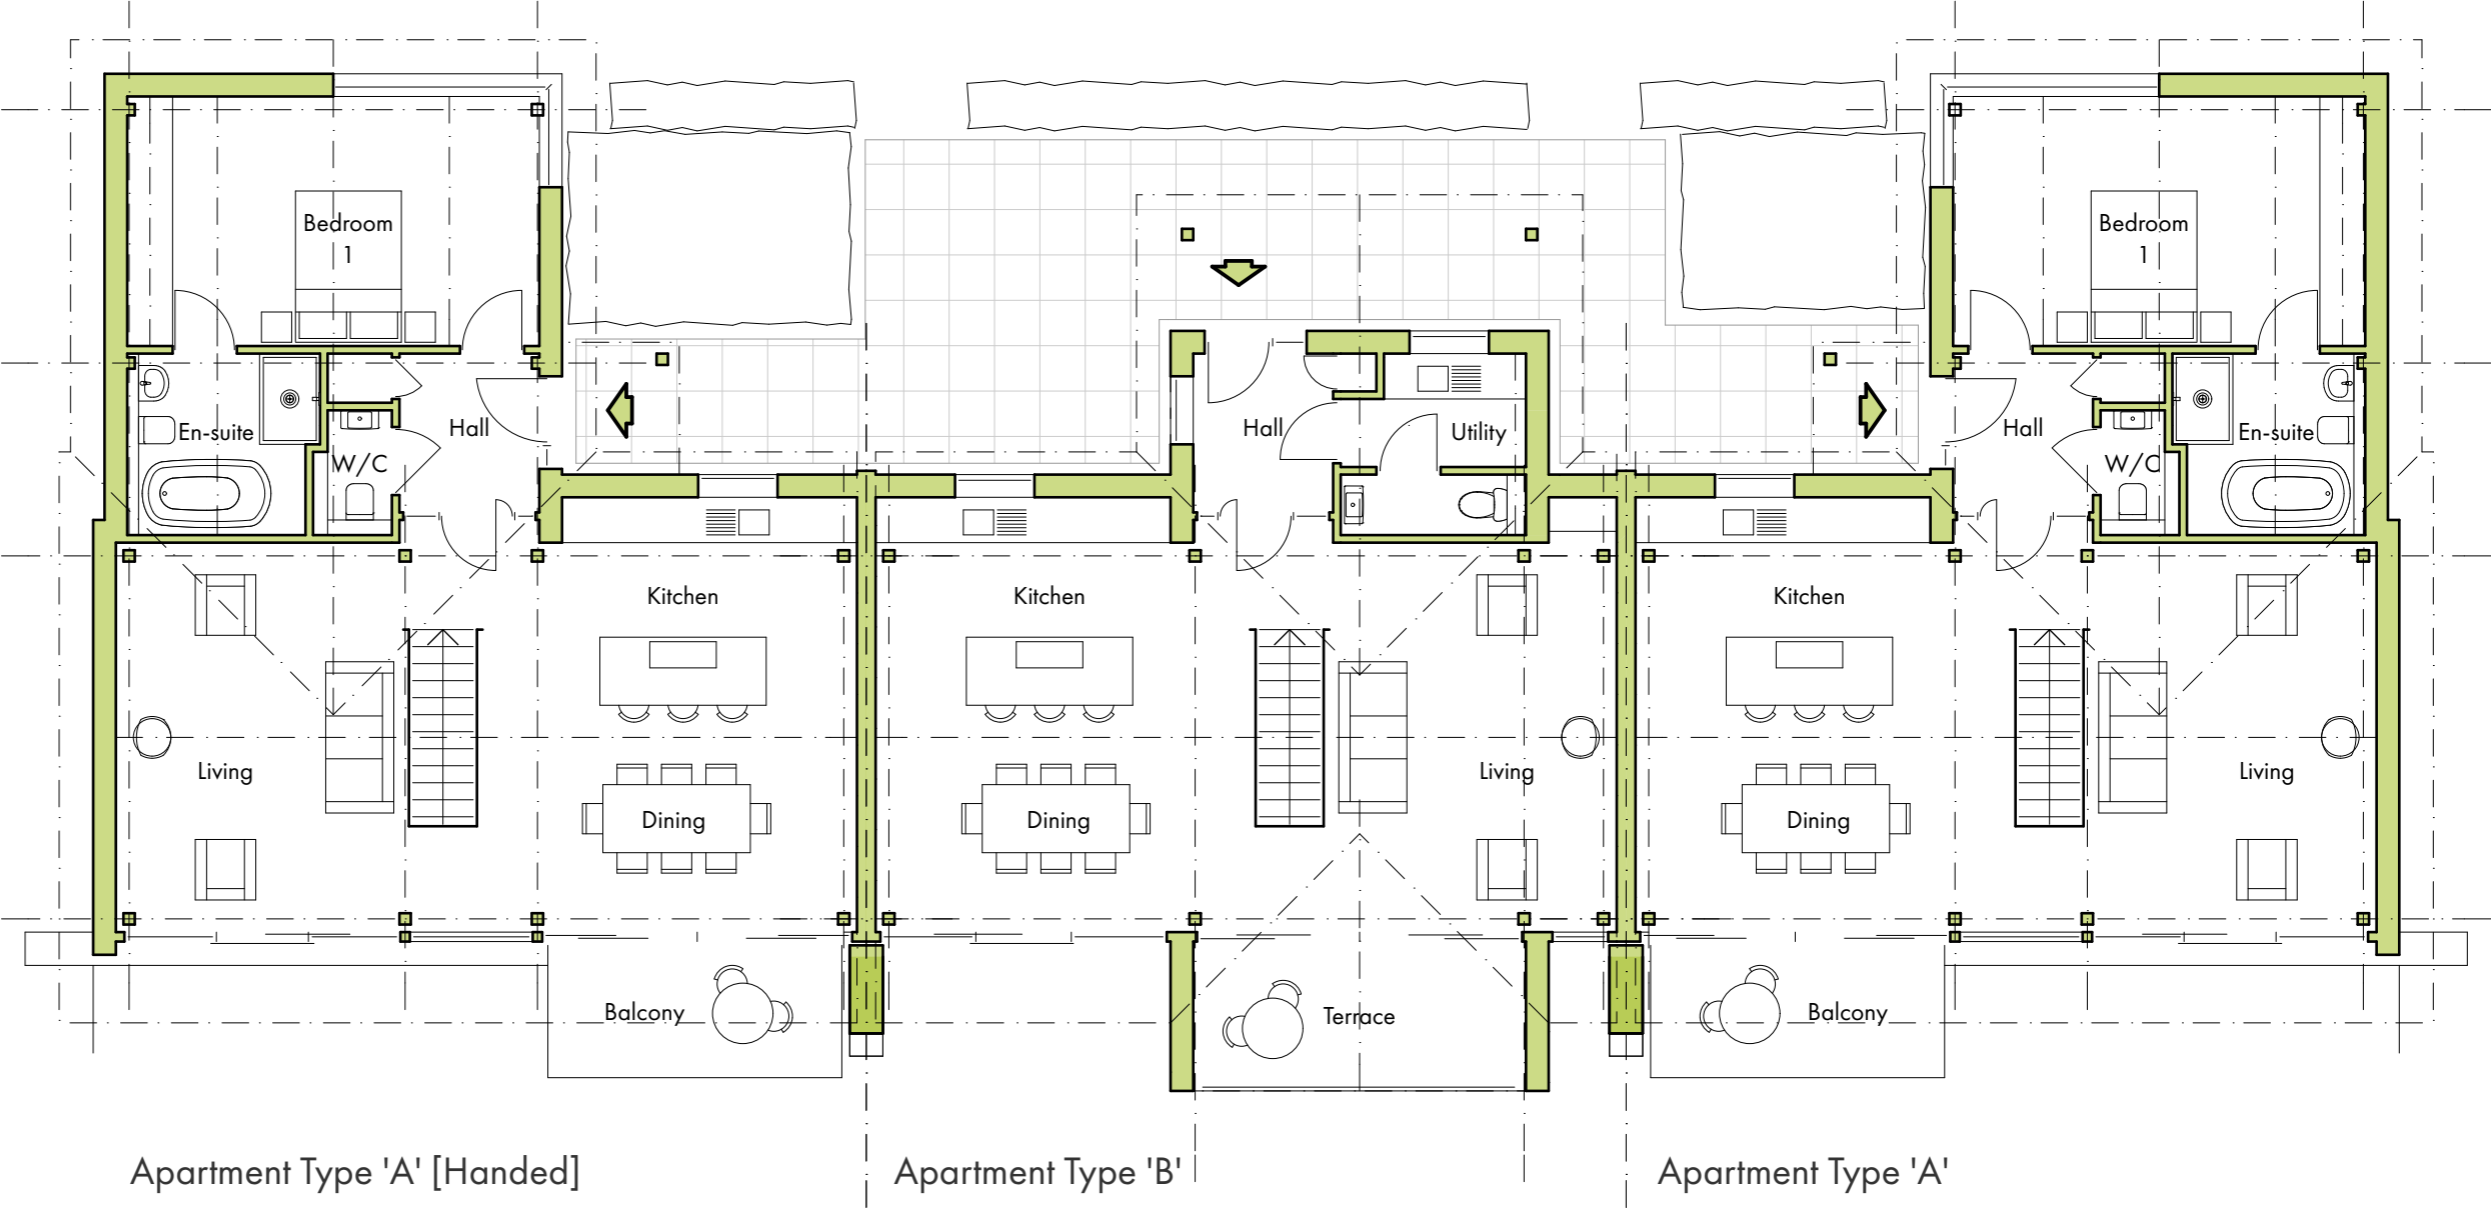 Bedroom
1
Bedroom
1
En-suite
Hall
W/C
Hall
Utility
Hall
En-suite
W/C
Kitchen
Kitchen
Kitchen
Living
Living
Living
Dining
Dining
Dining
Balcony
Terrace
Balcony
Apartment Type 'A' [Handed]
Apartment Type 'B'
Apartment Type 'A'